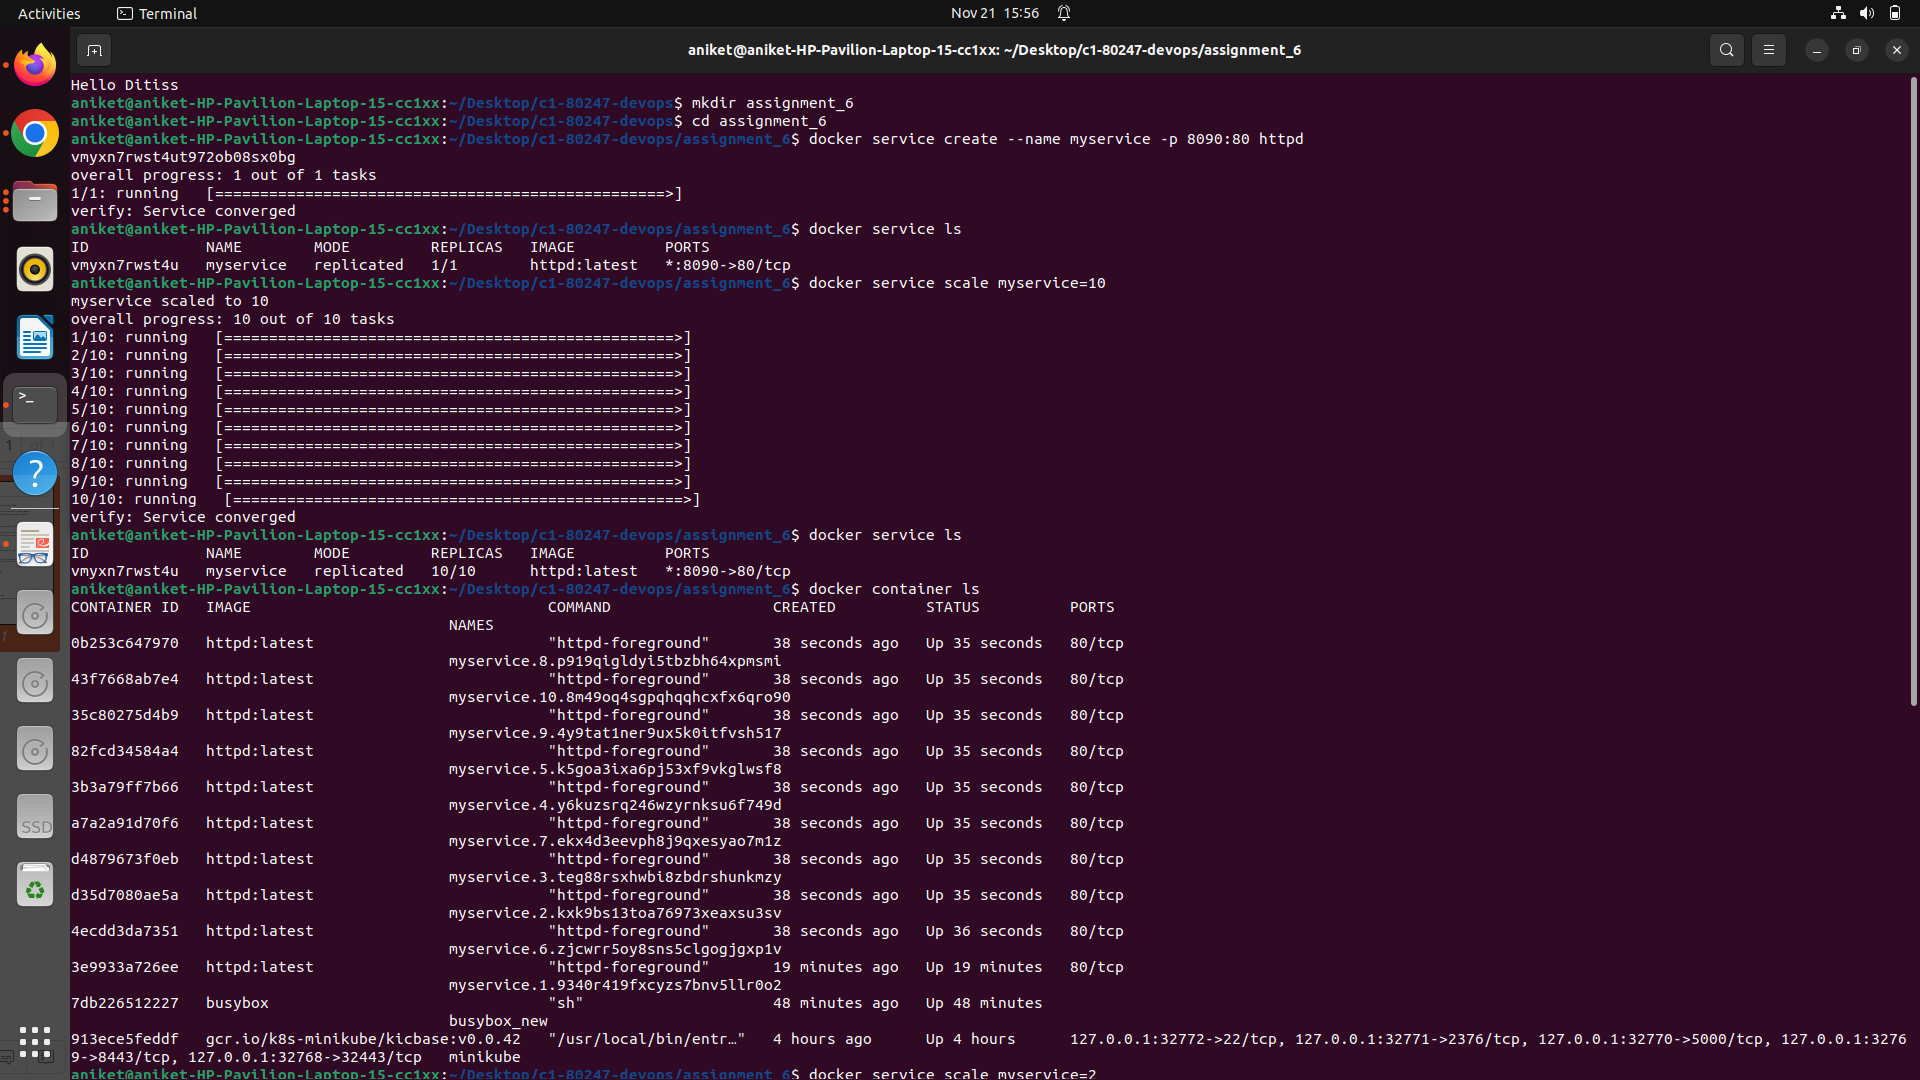 Activities
Terminal
Nov 21 15:56
aniket@aniket-HP-Pavilion-Laptop-15-cc1xx: ~/Desktop/c1-80247-devops/assignment_6
Hello Ditiss
aniket@aniket-HP-Pavilion-Laptop-15-cc1xx:~/Desktop/c1-80247-devops$ mkdir assignment_6
aniket@aniket-HP-Pavilion-Laptop-15-cc1xx:~/Desktop/c1-80247-devops$ cd assignment_6
aniket@aniket-HP-Pavilion-Laptop-15-cc1xx:~/Desktop/c1-80247-devops/assignment_6$ docker service create --name myservice -p 8090:80 httpd
vmyxn7rwst4ut972ob08sx0bg
overall progress: 1 out of 1 tasks
1/1: running   [==================================================>]
verify: Service converged
aniket@aniket-HP-Pavilion-Laptop-15-cc1xx:~/Desktop/c1-80247-devops/assignment_6$ docker service ls
ID             NAME        MODE         REPLICAS   IMAGE          PORTS
vmyxn7rwst4u   myservice   replicated   1/1        httpd:latest   *:8090->80/tcp
aniket@aniket-HP-Pavilion-Laptop-15-cc1xx:~/Desktop/c1-80247-devops/assignment_6$ docker service scale myservice=10
myservice scaled to 10
overall progress: 10 out of 10 tasks
1/10: running   [==================================================>]
2/10: running   [==================================================>]
3/10: running   [==================================================>]
4/10: running   [==================================================>]
5/10: running   [==================================================>]
6/10: running   [==================================================>]
7/10: running   [==================================================>]
8/10: running   [==================================================>]
9/10: running   [==================================================>]
10/10: running   [==================================================>]
verify: Service converged
aniket@aniket-HP-Pavilion-Laptop-15-cc1xx:~/Desktop/c1-80247-devops/assignment_6$ docker service ls
ID             NAME        MODE         REPLICAS   IMAGE          PORTS
vmyxn7rwst4u   myservice   replicated   10/10      httpd:latest   *:8090->80/tcp
aniket@aniket-HP-Pavilion-Laptop-15-cc1xx:~/Desktop/c1-80247-devops/assignment_6$ docker container ls
CONTAINER ID   IMAGE                                 COMMAND                  CREATED          STATUS          PORTS
NAMES
0b253c647970   httpd:latest                          "httpd-foreground"       38 seconds ago   Up 35 seconds   80/tcp
myservice.8.p919qigldyi5tbzbh64xpmsmi
43f7668ab7e4   httpd:latest                          "httpd-foreground"       38 seconds ago   Up 35 seconds   80/tcp
myservice.10.8m49oq4sgpqhqqhcxfx6qro90
35c80275d4b9   httpd:latest                          "httpd-foreground"       38 seconds ago   Up 35 seconds   80/tcp
myservice.9.4y9tat1ner9ux5k0itfvsh517
82fcd34584a4   httpd:latest                          "httpd-foreground"       38 seconds ago   Up 35 seconds   80/tcp
myservice.5.k5goa3ixa6pj53xf9vkglwsf8
3b3a79ff7b66   httpd:latest                          "httpd-foreground"       38 seconds ago   Up 35 seconds   80/tcp
myservice.4.y6kuzsrq246wzyrnksu6f749d
a7a2a91d70f6   httpd:latest                          "httpd-foreground"       38 seconds ago   Up 35 seconds   80/tcp
myservice.7.ekx4d3eevph8j9qxesyao7m1z
d4879673f0eb   httpd:latest                          "httpd-foreground"       38 seconds ago   Up 35 seconds   80/tcp
myservice.3.teg88rsxhwbi8zbdrshunkmzy
d35d7080ae5a   httpd:latest                          "httpd-foreground"       38 seconds ago   Up 35 seconds   80/tcp
myservice.2.kxk9bs13toa76973xeaxsu3sv
4ecdd3da7351   httpd:latest                          "httpd-foreground"       38 seconds ago   Up 36 seconds   80/tcp
myservice.6.zjcwrr5oy8sns5clgogjgxp1v
3e9933a726ee   httpd:latest                          "httpd-foreground"       19 minutes ago   Up 19 minutes   80/tcp
myservice.1.9340r419fxcyzs7bnv5llr0o2
7db226512227   busybox                               "sh"                     48 minutes ago   Up 48 minutes
busybox_new
913ece5feddf   gcr.io/k8s-minikube/kicbase:v0.0.42   "/usr/local/bin/entr…"   4 hours ago      Up 4 hours      127.0.0.1:32772->22/tcp, 127.0.0.1:32771->2376/tcp, 127.0.0.1:32770->5000/tcp, 127.0.0.1:3276
9->8443/tcp, 127.0.0.1:32768->32443/tcp   minikube
aniket@aniket-HP-Pavilion-Laptop-15-cc1xx:~/Desktop/c1-80247-devops/assignment_6$ docker service scale myservice=2
SSD